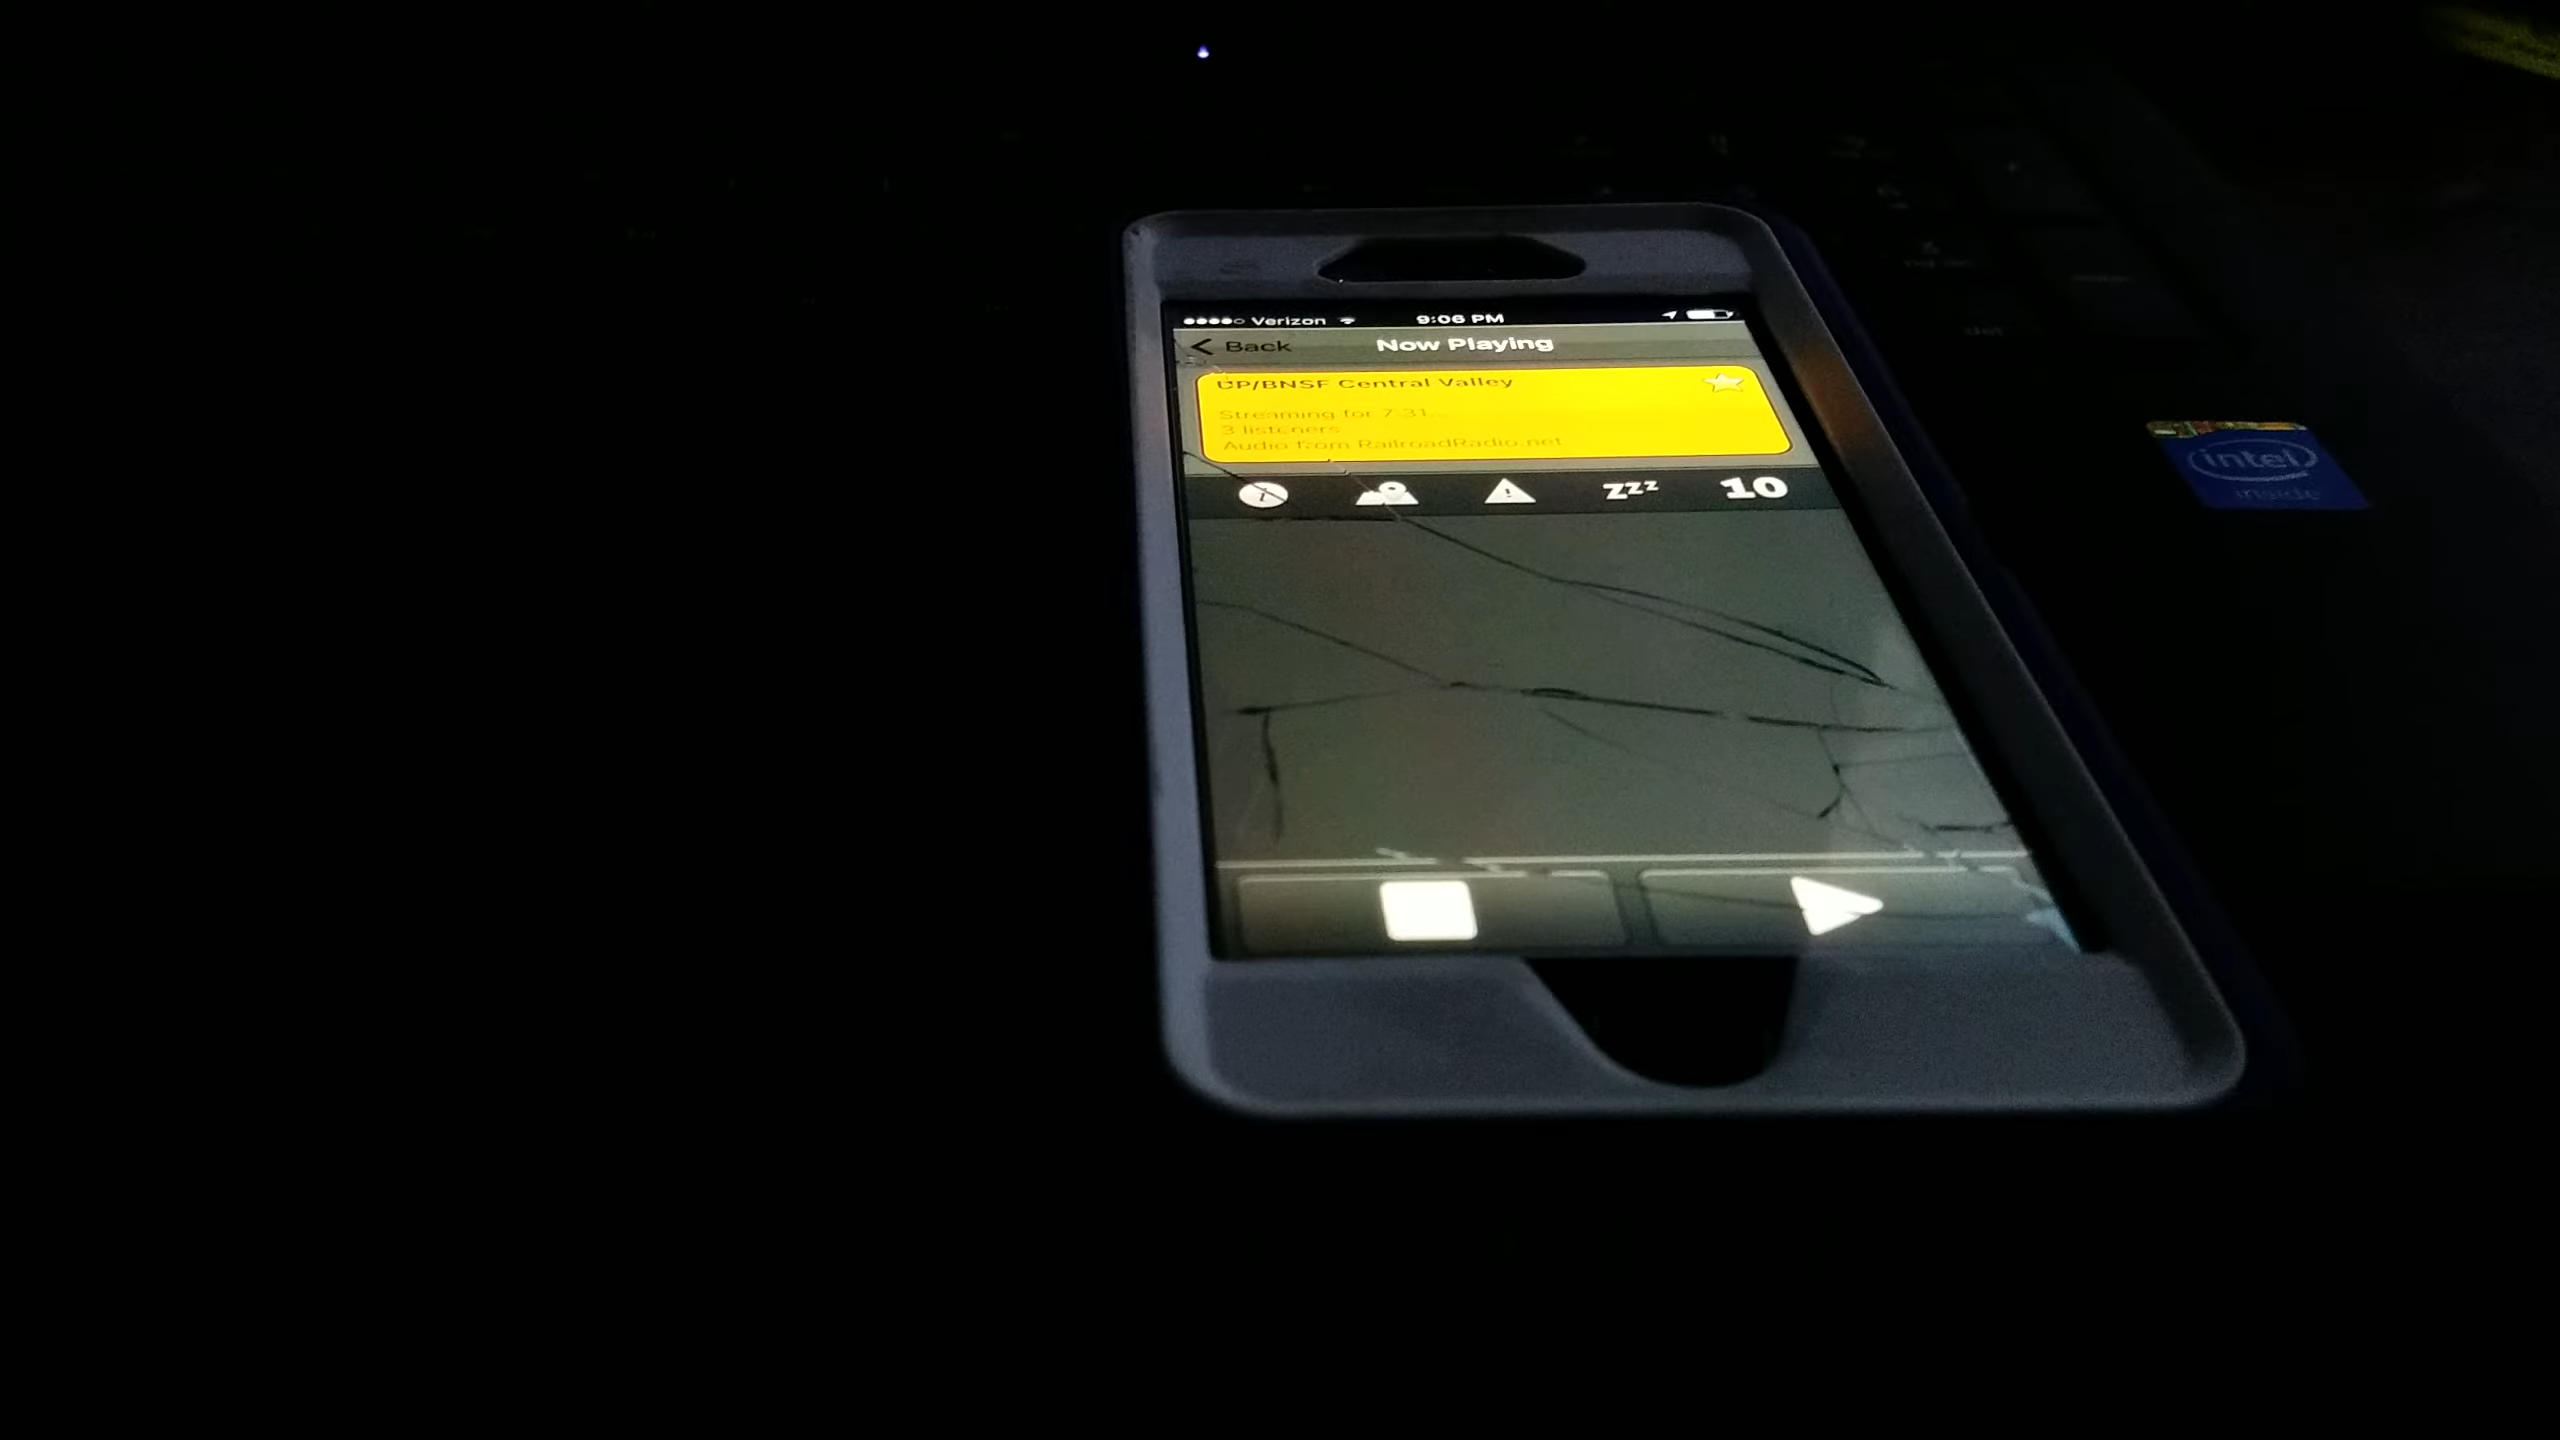 Verizon 9:06 PM
Back Now Playing
UP/BNSF Central Valley
Streaming for 7:31...
3 listeners
Audio from RailroadRadio.net
i ! zzz 10
intel
inside
del